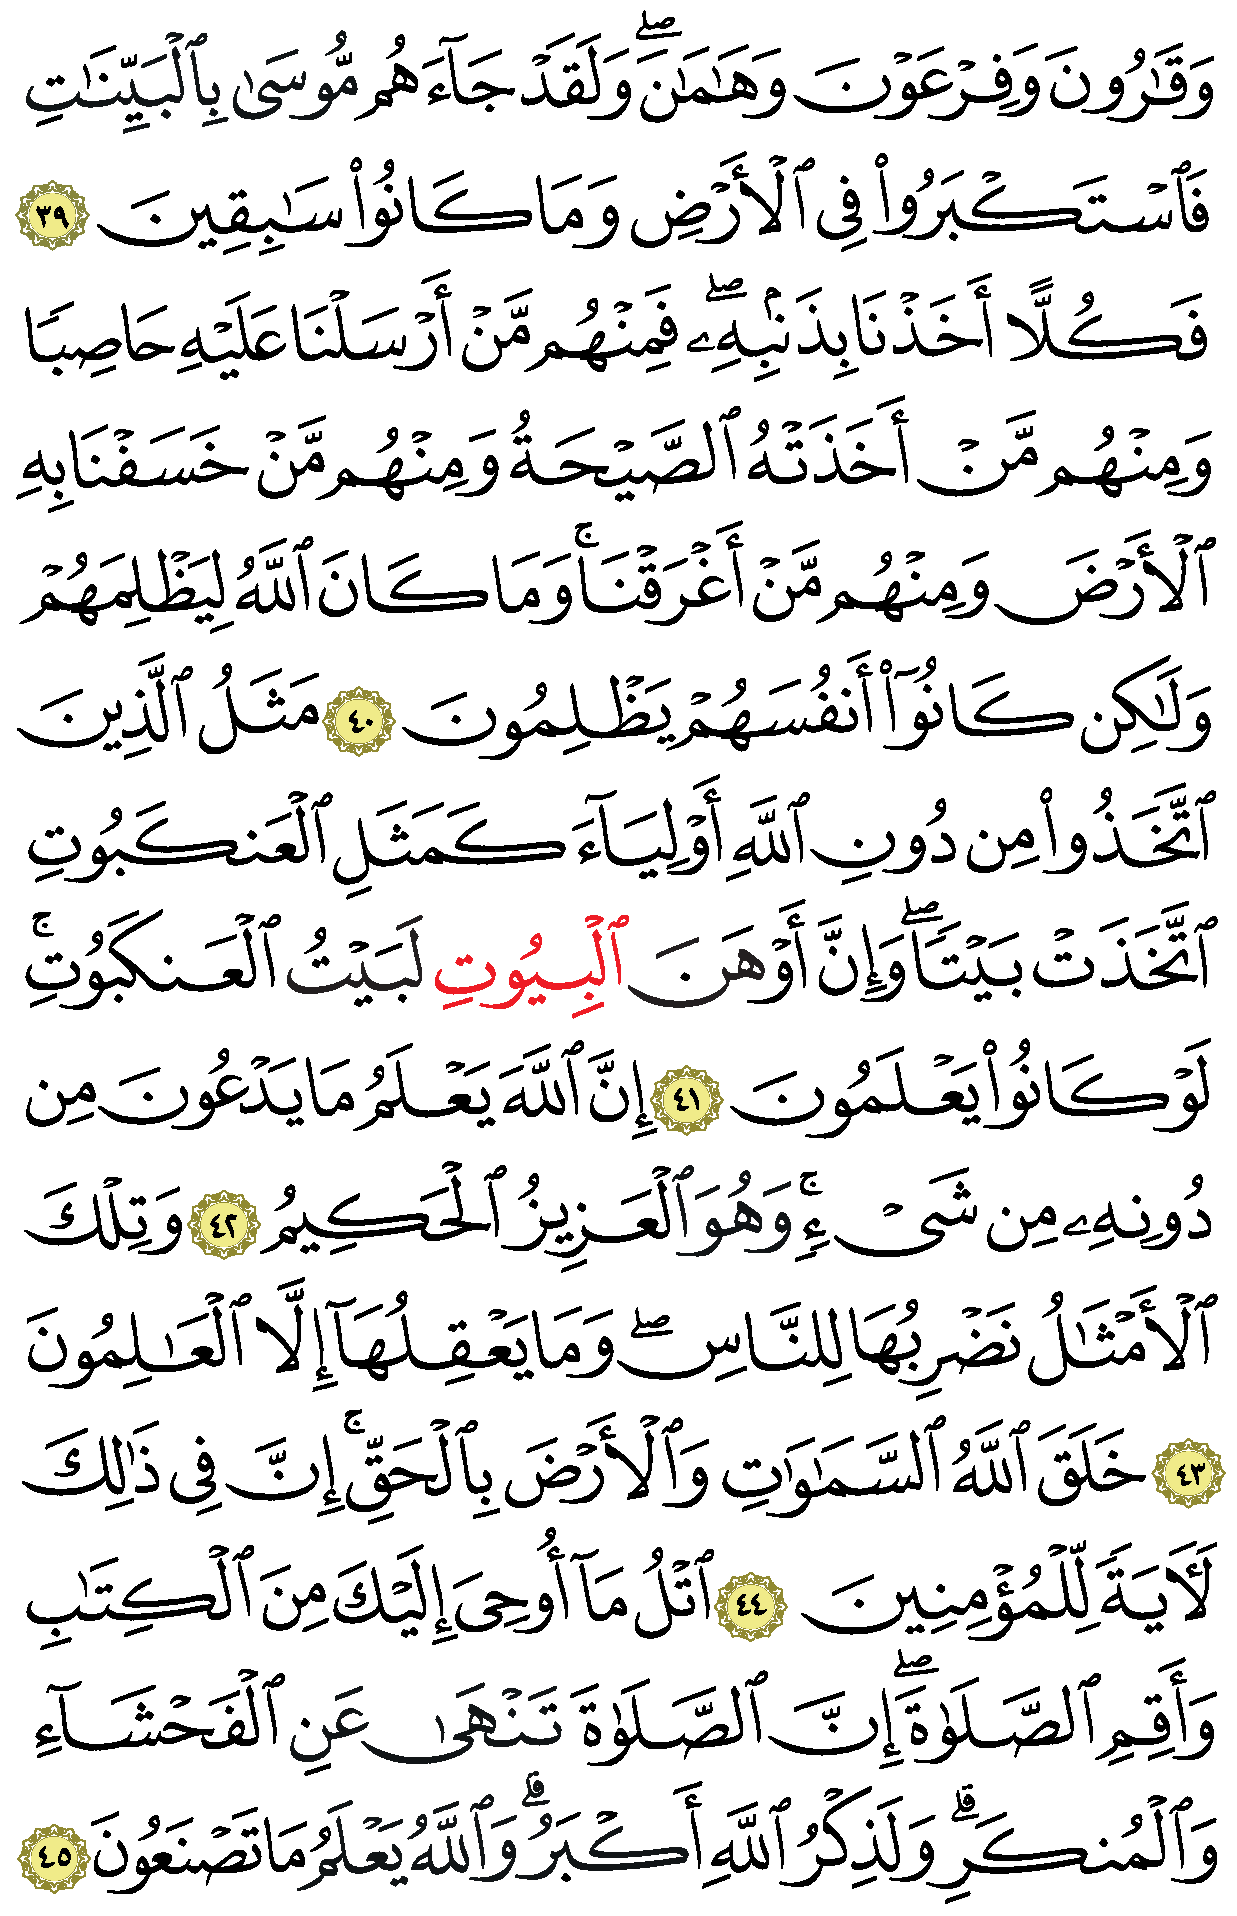 وَقَـٰرُونَ وَفِرۡعَوۡنَ وَهَـٰمَـٰنَۖ وَلَقَدۡ جَآءَهُم مُّوسَىٰ بِٱلۡبَيِّنَـٰتِ
فَٱسۡتَكۡبَرُوا۟ فِى ٱلۡأَرۡضِ وَمَا كَانُوا۟ سَـٰبِقِينَ ٣٩
فَكُلًّا أَخَذۡنَا بِذَنۢبِهِۦۖ فَمِنۡهُم مَّنۡ أَرۡسَلۡنَا عَلَيۡهِ حَاصِبًا
وَمِنۡهُم مَّنۡ أَخَذَتۡهُ ٱلصَّيۡحَةُ وَمِنۡهُم مَّنۡ خَسَفۡنَا بِهِ
ٱلۡأَرۡضَ وَمِنۡهُم مَّنۡ أَغۡرَقۡنَاۚ وَمَا كَانَ ٱللَّهُ لِيَظۡلِمَهُمۡ
وَلَـٰكِن كَانُوٓا۟ أَنفُسَهُمۡ يَظۡلِمُونَ ٤٠ مَثَلُ ٱلَّذِينَ
ٱتَّخَذُوا۟ مِن دُونِ ٱللَّهِ أَوۡلِيَآءَ كَمَثَلِ ٱلۡعَنكَبُوتِ
ٱتَّخَذَتۡ بَيۡتًاۖ وَإِنَّ أَوۡهَنَ ٱلۡبِيُوتِ لَبَيۡتُ ٱلۡعَنكَبُوتِۚ
لَوۡ كَانُوا۟ يَعۡلَمُونَ ٤١ إِنَّ ٱللَّهَ يَعۡلَمُ مَا يَدۡعُونَ مِن
دُونِهِۦ مِن شَىۡءٍۚ وَهُوَ ٱلۡعَزِيزُ ٱلۡحَكِيمُ ٤٢ وَتِلۡكَ
ٱلۡأَمۡثَـٰلُ نَضۡرِبُهَا لِلنَّاسِۖ وَمَا يَعۡقِلُهَآ إِلَّا ٱلۡعَـٰلِمُونَ
٤٣ خَلَقَ ٱللَّهُ ٱلسَّمَـٰوَٰتِ وَٱلۡأَرۡضَ بِٱلۡحَقِّۚ إِنَّ فِى ذَٰلِكَ
لَـَٔايَةً لِّلۡمُؤۡمِنِينَ ٤٤ ٱتۡلُ مَآ أُوحِىَ إِلَيۡكَ مِنَ ٱلۡكِتَـٰبِ
وَأَقِمِ ٱلصَّلَوٰةَۖ إِنَّ ٱلصَّلَوٰةَ تَنۡهَىٰ عَنِ ٱلۡفَحۡشَآءِ
وَٱلۡمُنكَرِۗ وَلَذِكۡرُ ٱللَّهِ أَكۡبَرُۗ وَٱللَّهُ يَعۡلَمُ مَا تَصۡنَعُونَ ٤٥